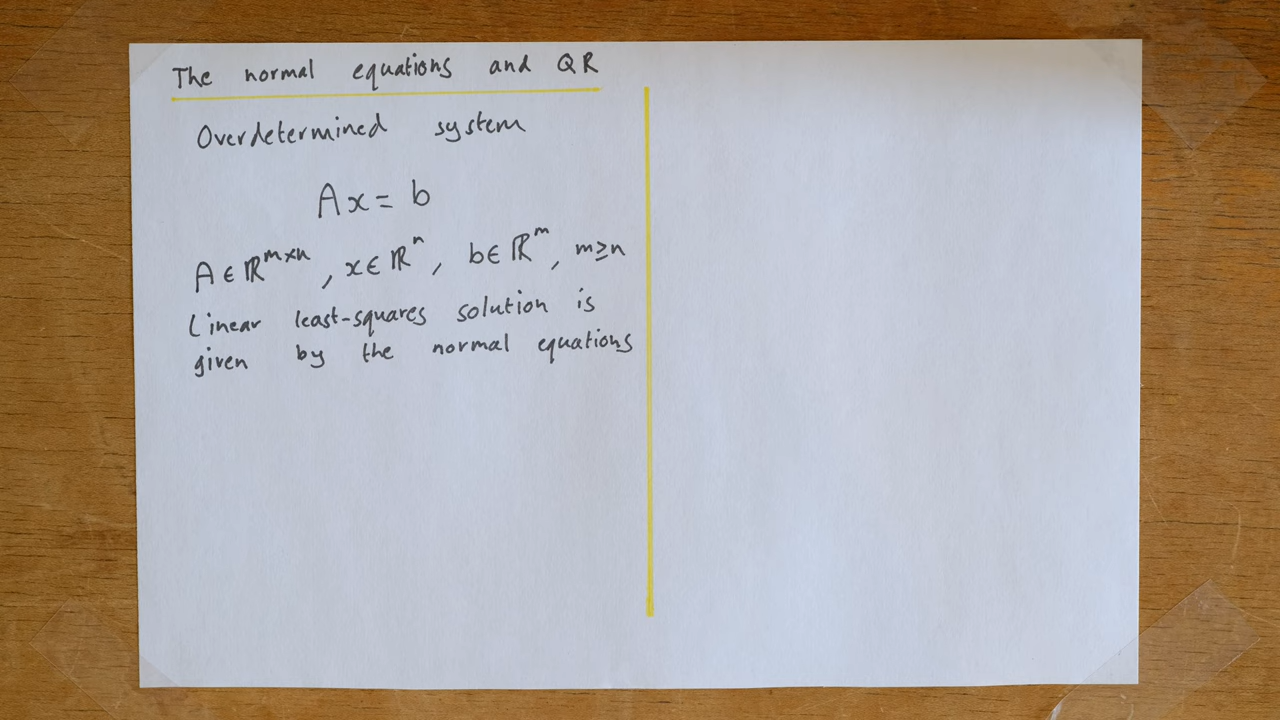 The normal equations and QR
Overdetermined system
Ax = b
A ∈ ℝ^{m×n}, x ∈ ℝ^n, b ∈ ℝ^m, m ≥ n
Linear least-squares solution is
given by the normal equations